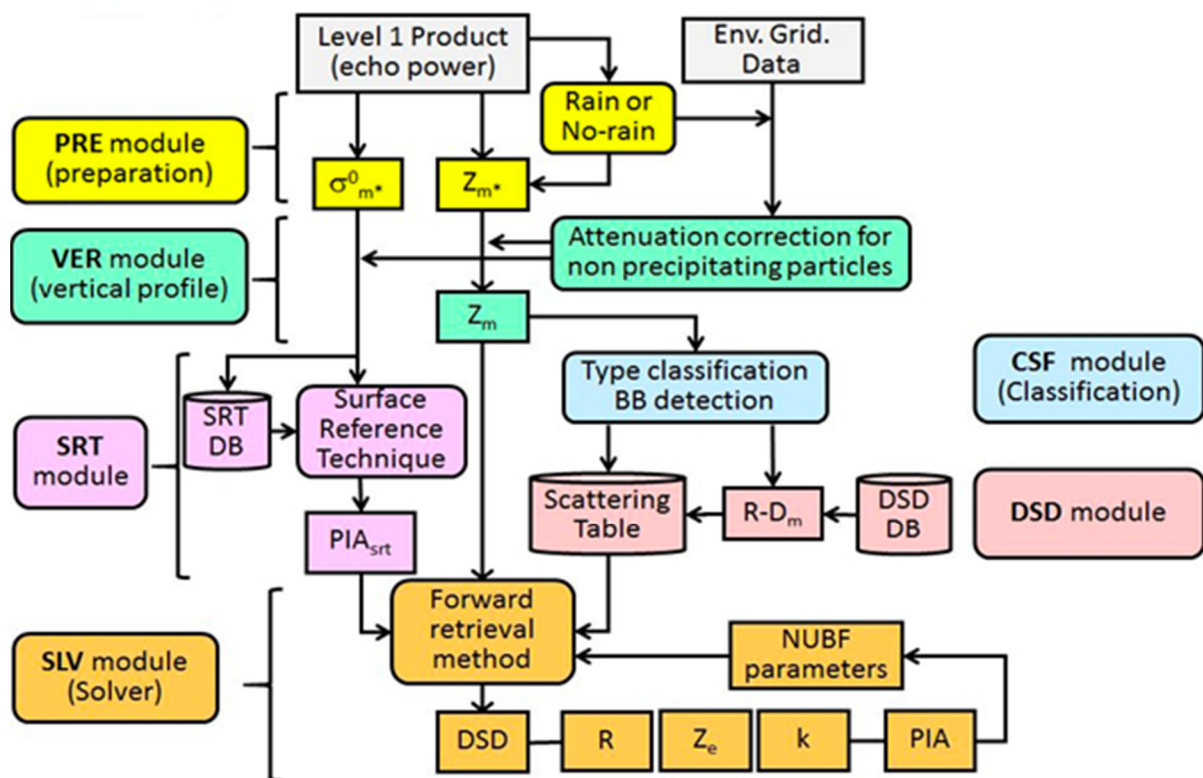 Level 1 Product
(echo power)
Env. Grid.
Data
Rain or
No-rain
PRE module
(preparation)
σ⁰ₘ*
Zₘ*
VER module
(vertical profile)
Attenuation correction for
non precipitating particles
Zₘ
Type classification
BB detection
CSF module
(Classification)
SRT
DB
Surface
Reference
Technique
SRT
module
Scattering
Table
R-Dₘ
DSD
DB
DSD module
PIAsrt
Forward
retrieval
method
NUBF
parameters
SLV module
(Solver)
DSD
R
Zₑ
k
PIA